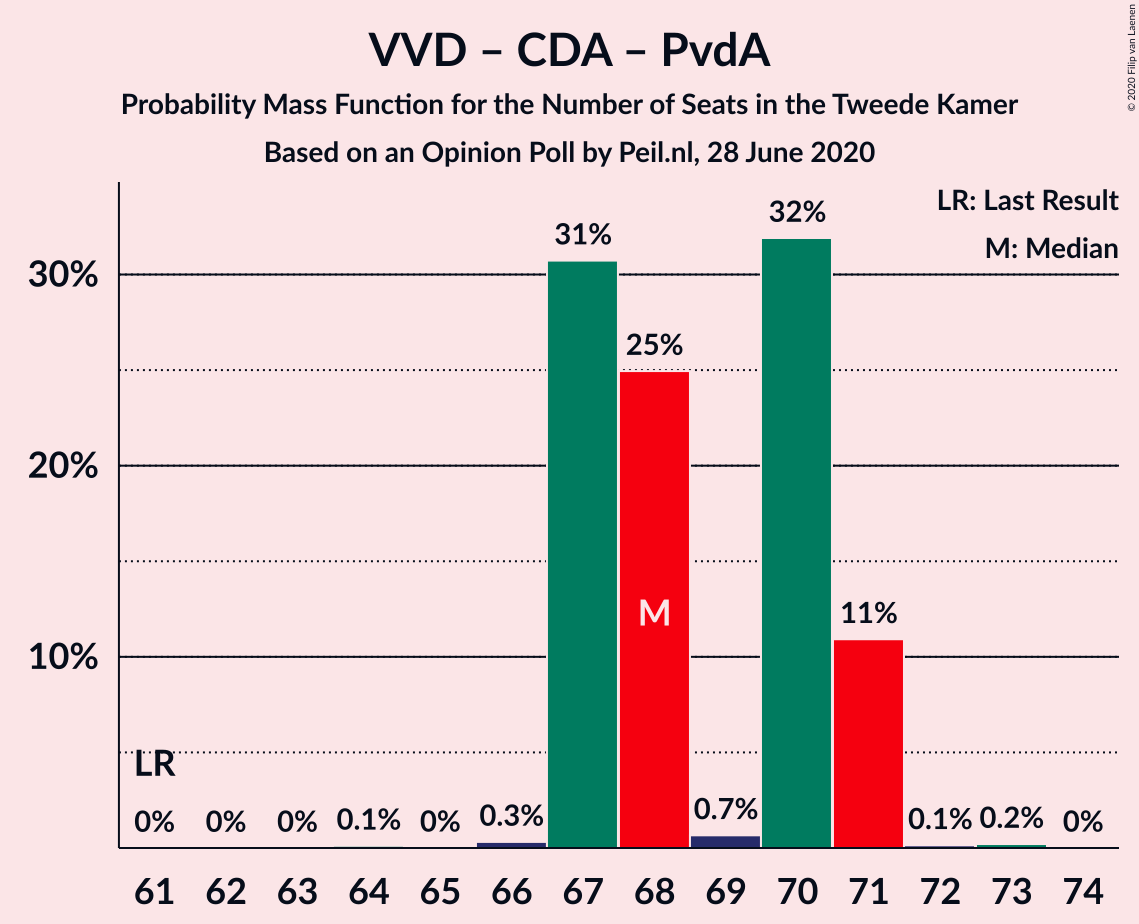 VVD – CDA – PvdA
Probability Mass Function for the Number of Seats in the Tweede Kamer
Based on an Opinion Poll by Peil.nl, 28 June 2020
© 2020 Filip van Laenen
LR: Last Result
M: Median
30%
20%
10%
LR
0%
0%
0%
0.1%
0%
0.3%
31%
25%
M
0.7%
32%
11%
0.1%
0.2%
0%
61 62 63 64 65 66 67 68 69 70 71 72 73 74